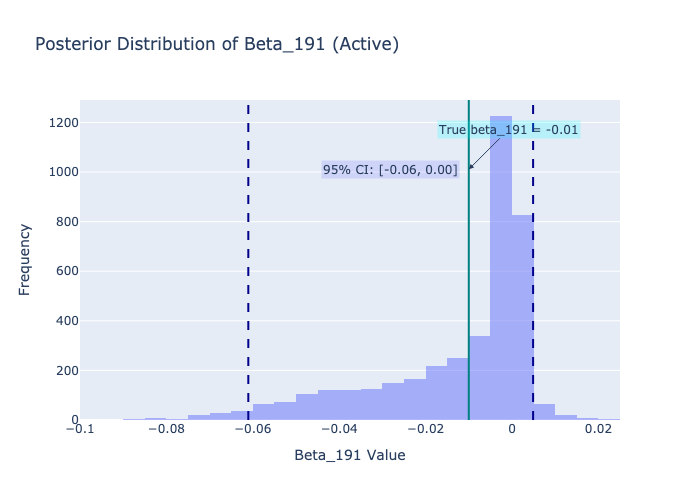 Posterior Distribution of Beta_191 (Active)
1200
1000
800
600
400
200
0
True beta_191 = -0.01
95% CI: [-0.06, 0.00]
Frequency
−0.1
−0.08
−0.06
−0.04
−0.02
0
0.02
Beta_191 Value